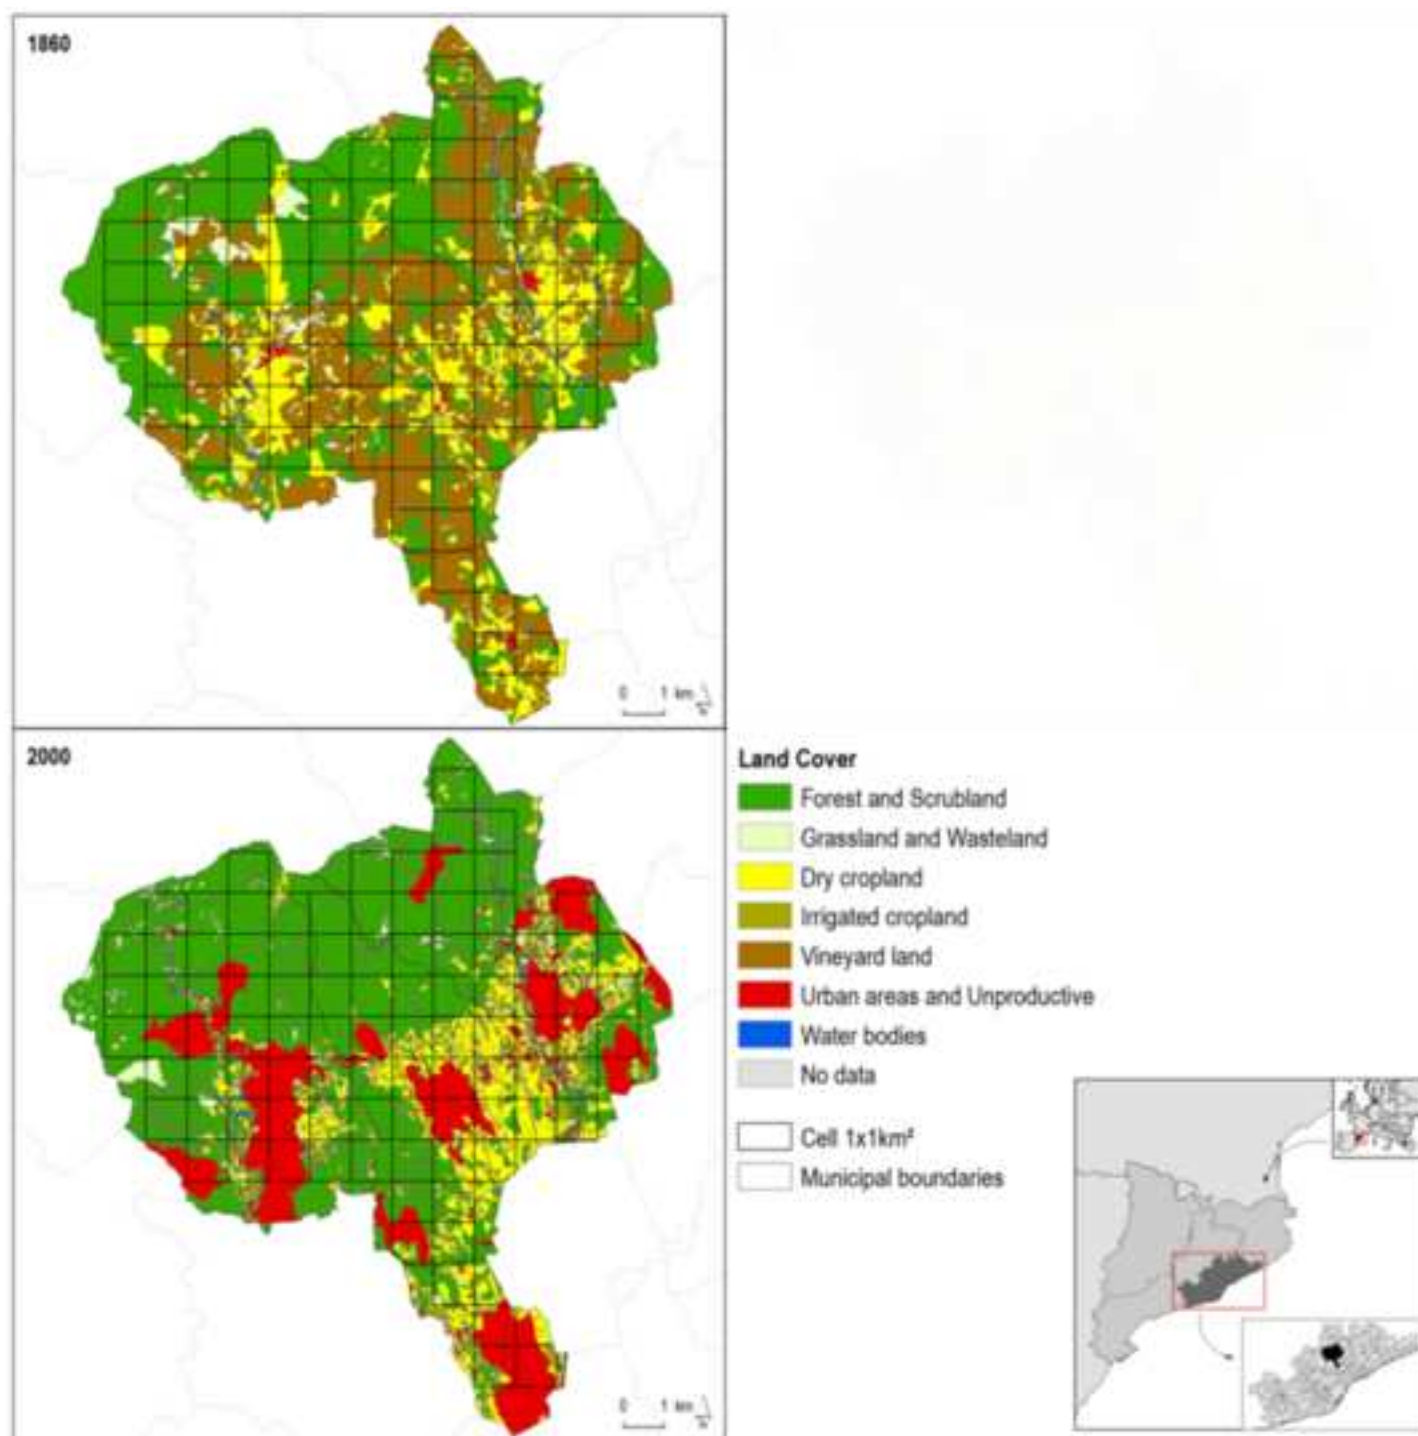 1860
0 1 km
2000
Land Cover
Forest and Scrubland
Grassland and Wasteland
Dry cropland
Irrigated cropland
Vineyard land
Urban areas and Unproductive
Water bodies
No data
Cell 1x1km²
Municipal boundaries
0 1 km